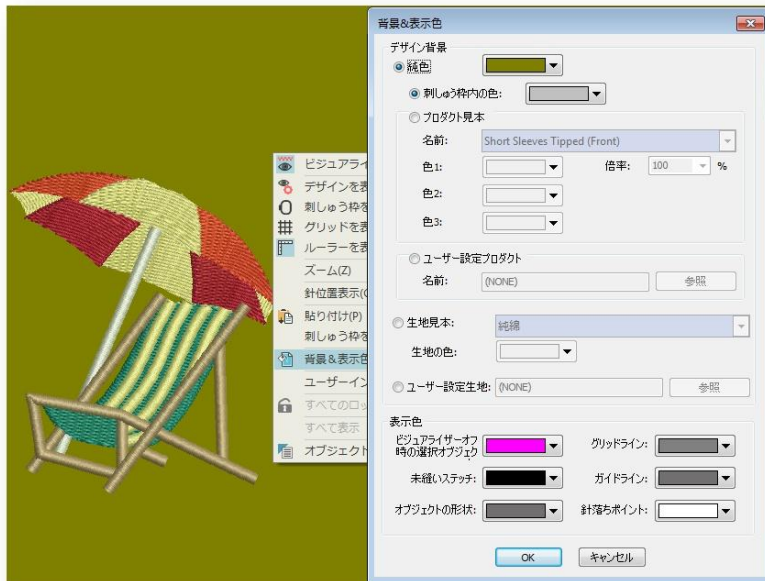 背景&表示色
デザイン背景
純色
刺しゅう枠内の色:
プロダクト見本
名前: Short Sleeves Tipped (Front)
色1: 倍率: 100 %
色2:
色3:
ユーザー設定プロダクト
名前: (NONE) 参照
生地見本: 純綿
生地の色:
ユーザー設定生地: (NONE) 参照
表示色
ビジュアライザーオフ
時の選択オブジェク
グリッドライン:
未縫いステッチ: ガイドライン:
オブジェクトの形状: 針落ちポイント:
OK キャンセル
ビジュアライ
デザインを表
刺しゅう枠を
グリッドを表
ルーラーを表
ズーム(Z)
針位置表示(
貼り付け(P)
刺しゅう枠を
背景&表示色
ユーザーイン
すべてのロッ
すべて表示
オブジェクト